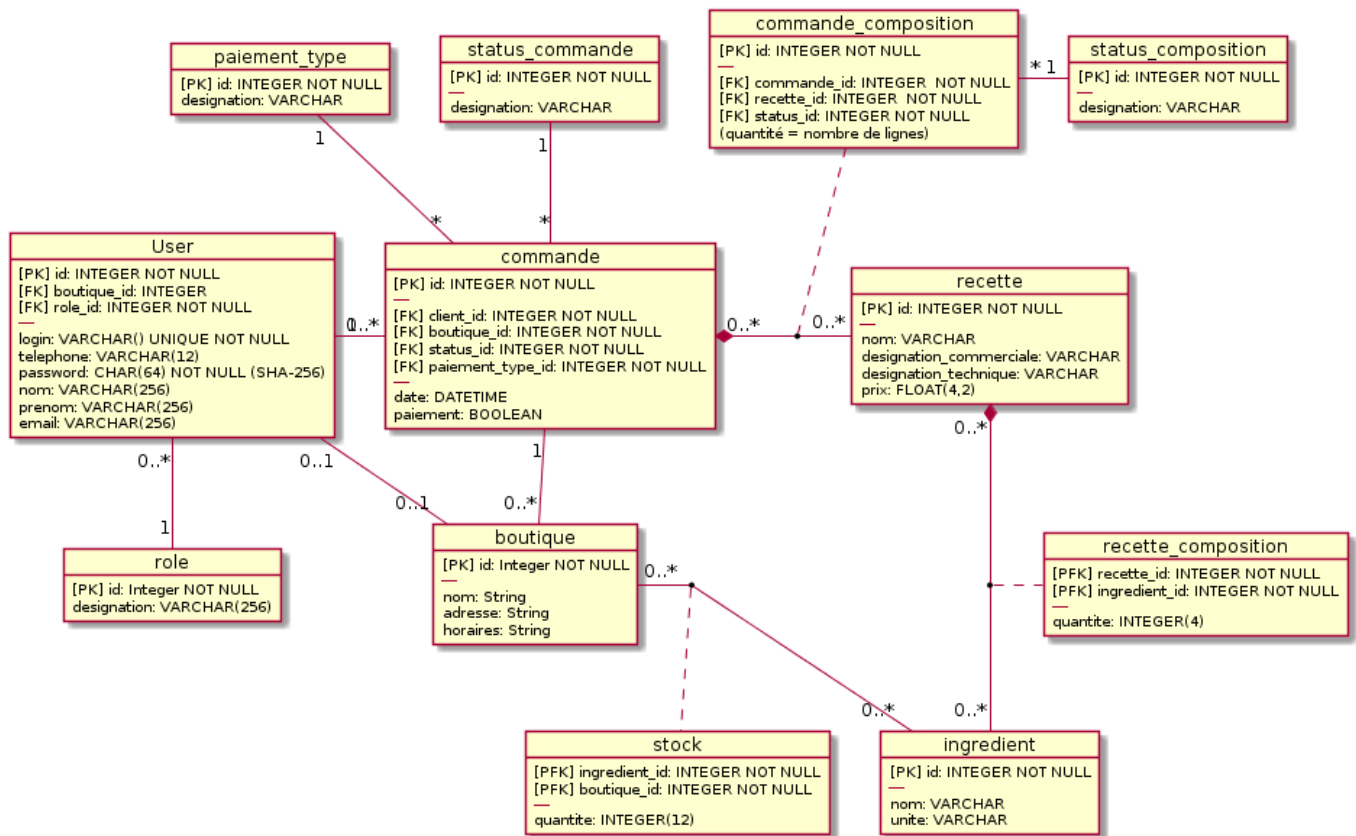 commande_composition
[PK] id: INTEGER NOT NULL
[FK] commande_id: INTEGER  NOT NULL
[FK] recette_id: INTEGER  NOT NULL
[FK] status_id: INTEGER NOT NULL
(quantité = nombre de lignes)
paiement_type
[PK] id: INTEGER NOT NULL
designation: VARCHAR
status_commande
[PK] id: INTEGER NOT NULL
designation: VARCHAR
status_composition
[PK] id: INTEGER NOT NULL
designation: VARCHAR
* 1
1
1
*
*
User
[PK] id: INTEGER NOT NULL
[FK] boutique_id: INTEGER
[FK] role_id: INTEGER NOT NULL
login: VARCHAR() UNIQUE NOT NULL
telephone: VARCHAR(12)
password: CHAR(64) NOT NULL (SHA-256)
nom: VARCHAR(256)
prenom: VARCHAR(256)
email: VARCHAR(256)
1
0..*
commande
[PK] id: INTEGER NOT NULL
[FK] client_id: INTEGER NOT NULL
[FK] boutique_id: INTEGER NOT NULL
[FK] status_id: INTEGER NOT NULL
[FK] paiement_type_id: INTEGER NOT NULL
date: DATETIME
paiement: BOOLEAN
0..*
0..*
recette
[PK] id: INTEGER NOT NULL
nom: VARCHAR
designation_commerciale: VARCHAR
designation_technique: VARCHAR
prix: FLOAT(4,2)
0..*
0..1
1
0..*
0..1
0..*
1
role
[PK] id: Integer NOT NULL
designation: VARCHAR(256)
boutique
[PK] id: Integer NOT NULL
nom: String
adresse: String
horaires: String
0..*
recette_composition
[PFK] recette_id: INTEGER NOT NULL
[PFK] ingredient_id: INTEGER NOT NULL
quantite: INTEGER(4)
0..*
0..*
stock
[PFK] ingredient_id: INTEGER NOT NULL
[PFK] boutique_id: INTEGER NOT NULL
quantite: INTEGER(12)
ingredient
[PK] id: INTEGER NOT NULL
nom: VARCHAR
unite: VARCHAR